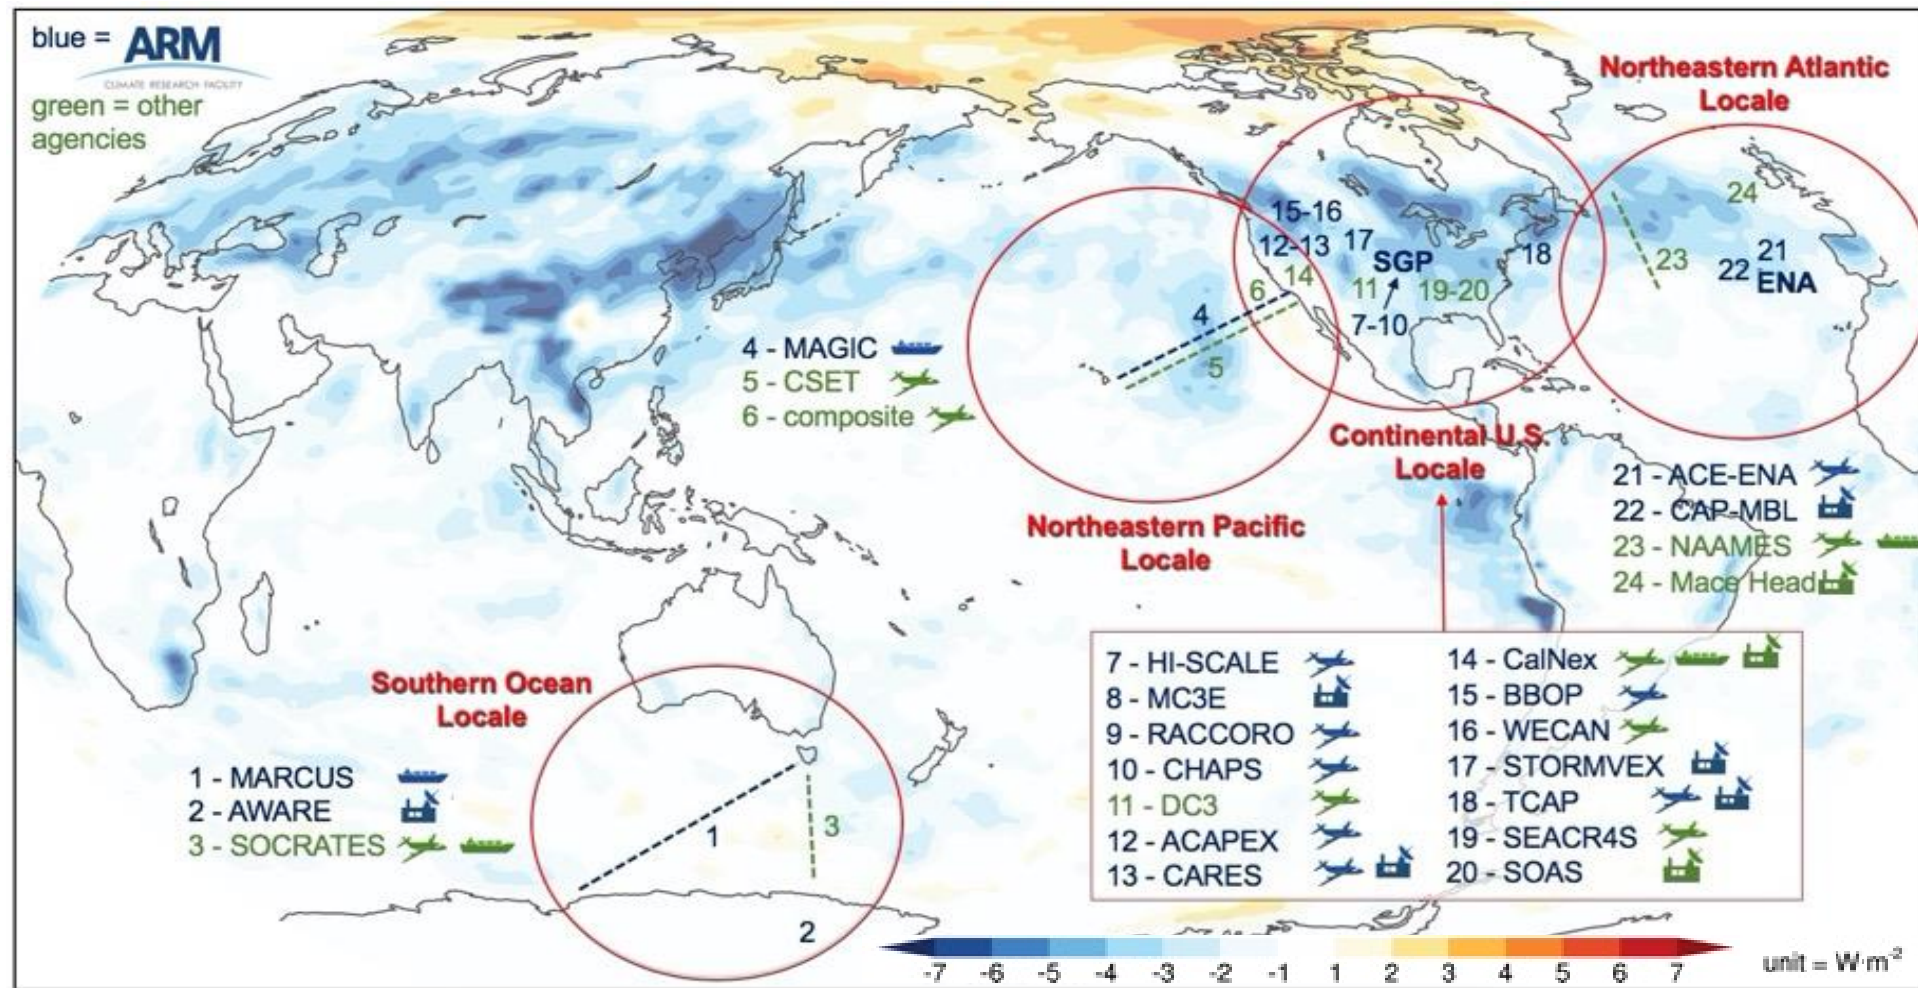 blue = ARM
CLIMATE RESEARCH FACILITY
green = other
agencies
Northeastern Atlantic
Locale
24
15-16
12-13
17
SGP
18
14
11
19-20
7-10
6
23
21
22
ENA
4
5
4 - MAGIC
5 - CSET
6 - composite
Continental U.S.
Locale
Northeastern Pacific
Locale
21 - ACE-ENA
22 - CAP-MBL
23 - NAAMES
24 - Mace Head
Southern Ocean
Locale
1 - MARCUS
2 - AWARE
3 - SOCRATES
1
3
2
7 - HI-SCALE
8 - MC3E
9 - RACCORO
10 - CHAPS
11 - DC3
12 - ACAPEX
13 - CARES
14 - CalNex
15 - BBOP
16 - WECAN
17 - STORMVEX
18 - TCAP
19 - SEACR4S
20 - SOAS
-7 -6 -5 -4 -3 -2 -1 1 2 3 4 5 6 7
unit = W·m⁻²